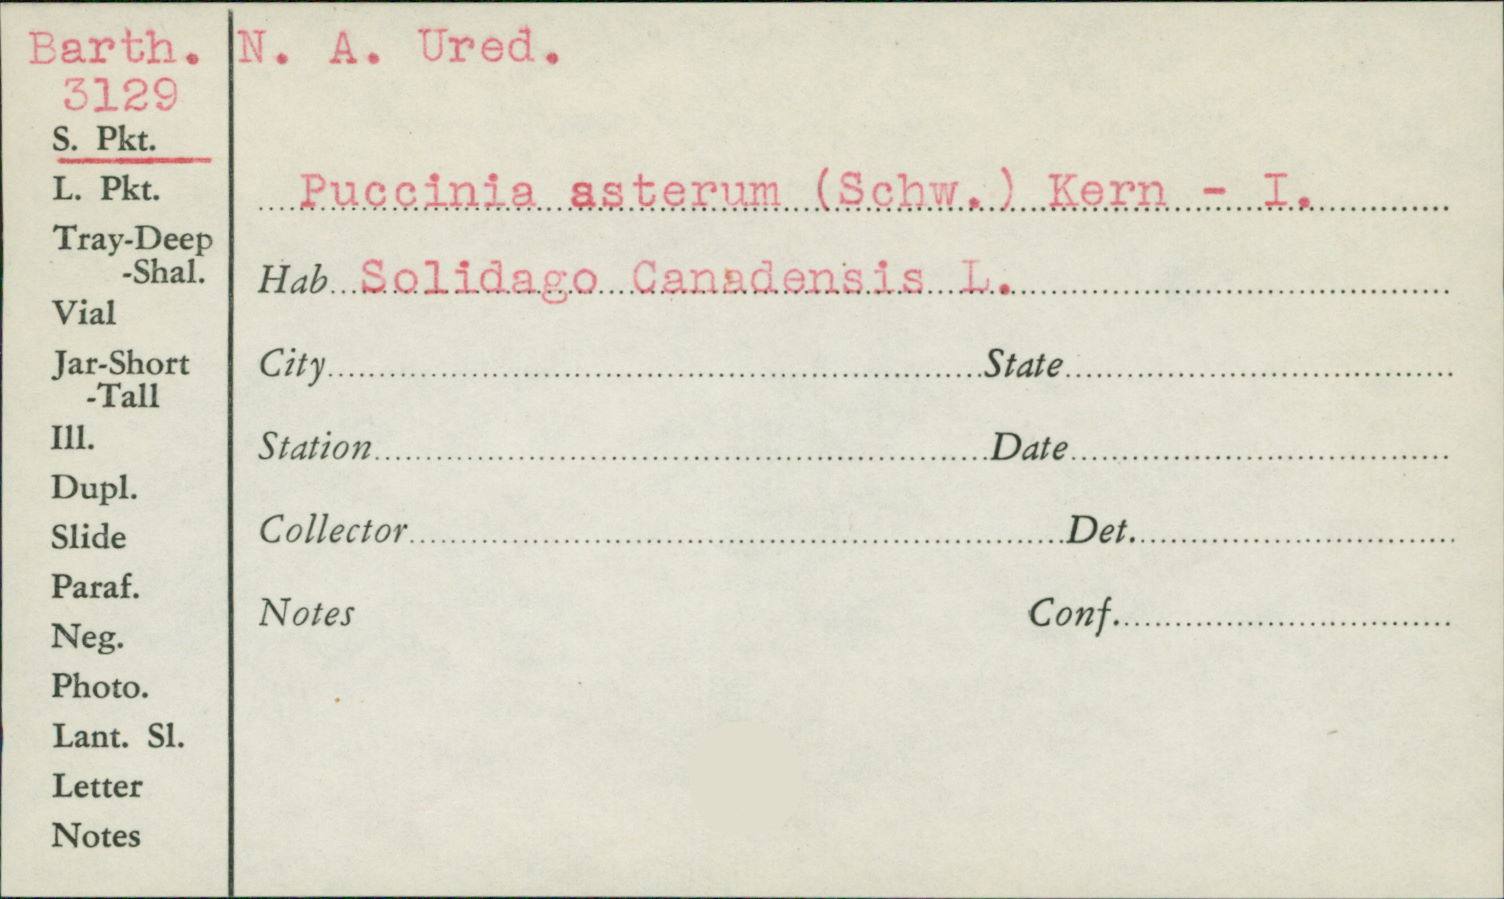 Barth. N. A. Ured.
3129
S. Pkt.
L. Pkt.
Tray-Deep
-Shal.
Vial
Jar-Short
-Tall
Ill.
Dupl.
Slide
Paraf.
Neg.
Photo.
Lant. Sl.
Letter
Notes
Puccinia asterum (Schw.) Kern - I.
Hab Solidago Canadensis L.
City State
Station Date
Collector Det.
Notes Conf.